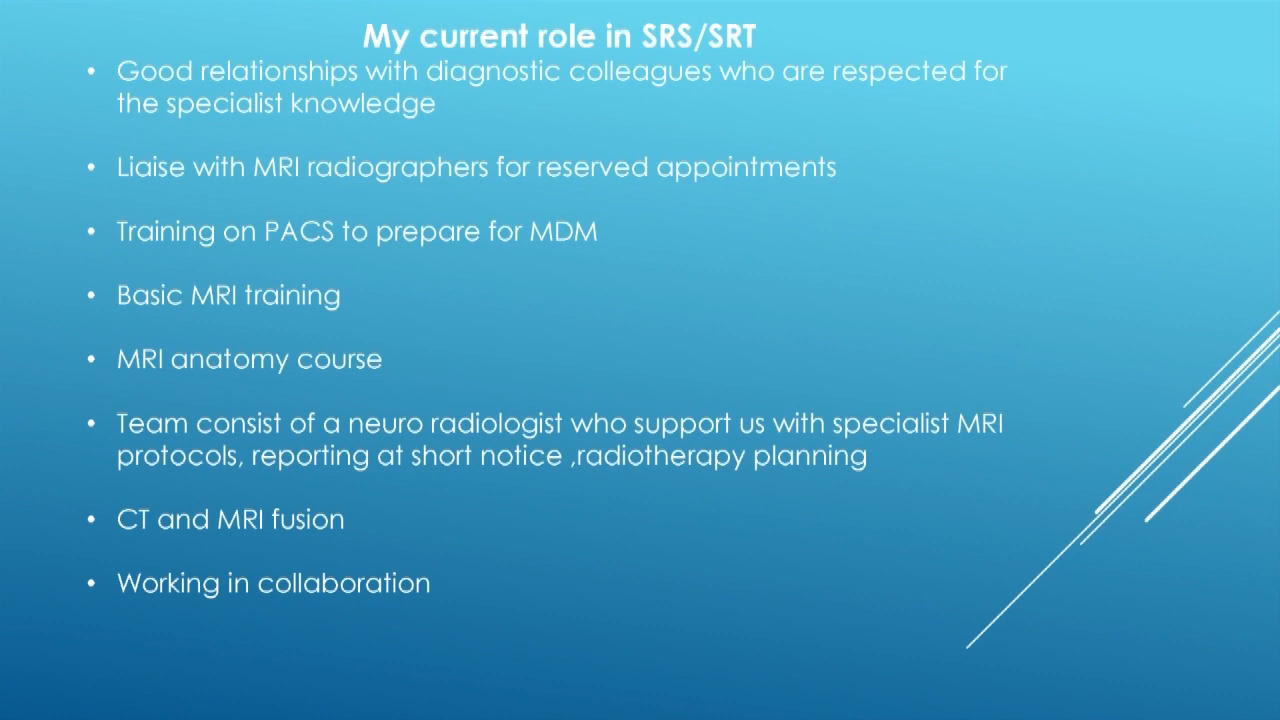 My current role in SRS/SRT
• Good relationships with diagnostic colleagues who are respected for
the specialist knowledge
• Liaise with MRI radiographers for reserved appointments
• Training on PACS to prepare for MDM
• Basic MRI training
• MRI anatomy course
• Team consist of a neuro radiologist who support us with specialist MRI
protocols, reporting at short notice ,radiotherapy planning
• CT and MRI fusion
• Working in collaboration